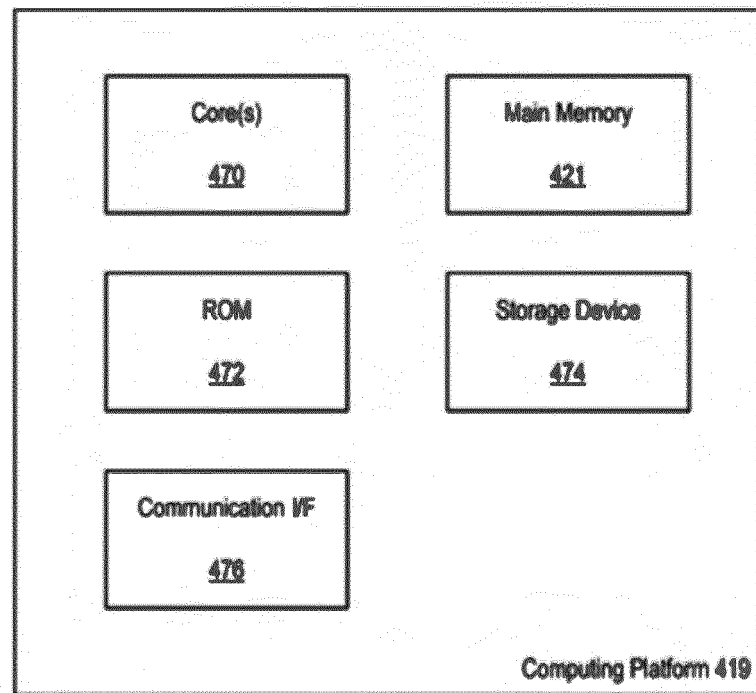 Core(s)
470
Main Memory
421
ROM
472
Storage Device
474
Communication I/F
476
Computing Platform 419